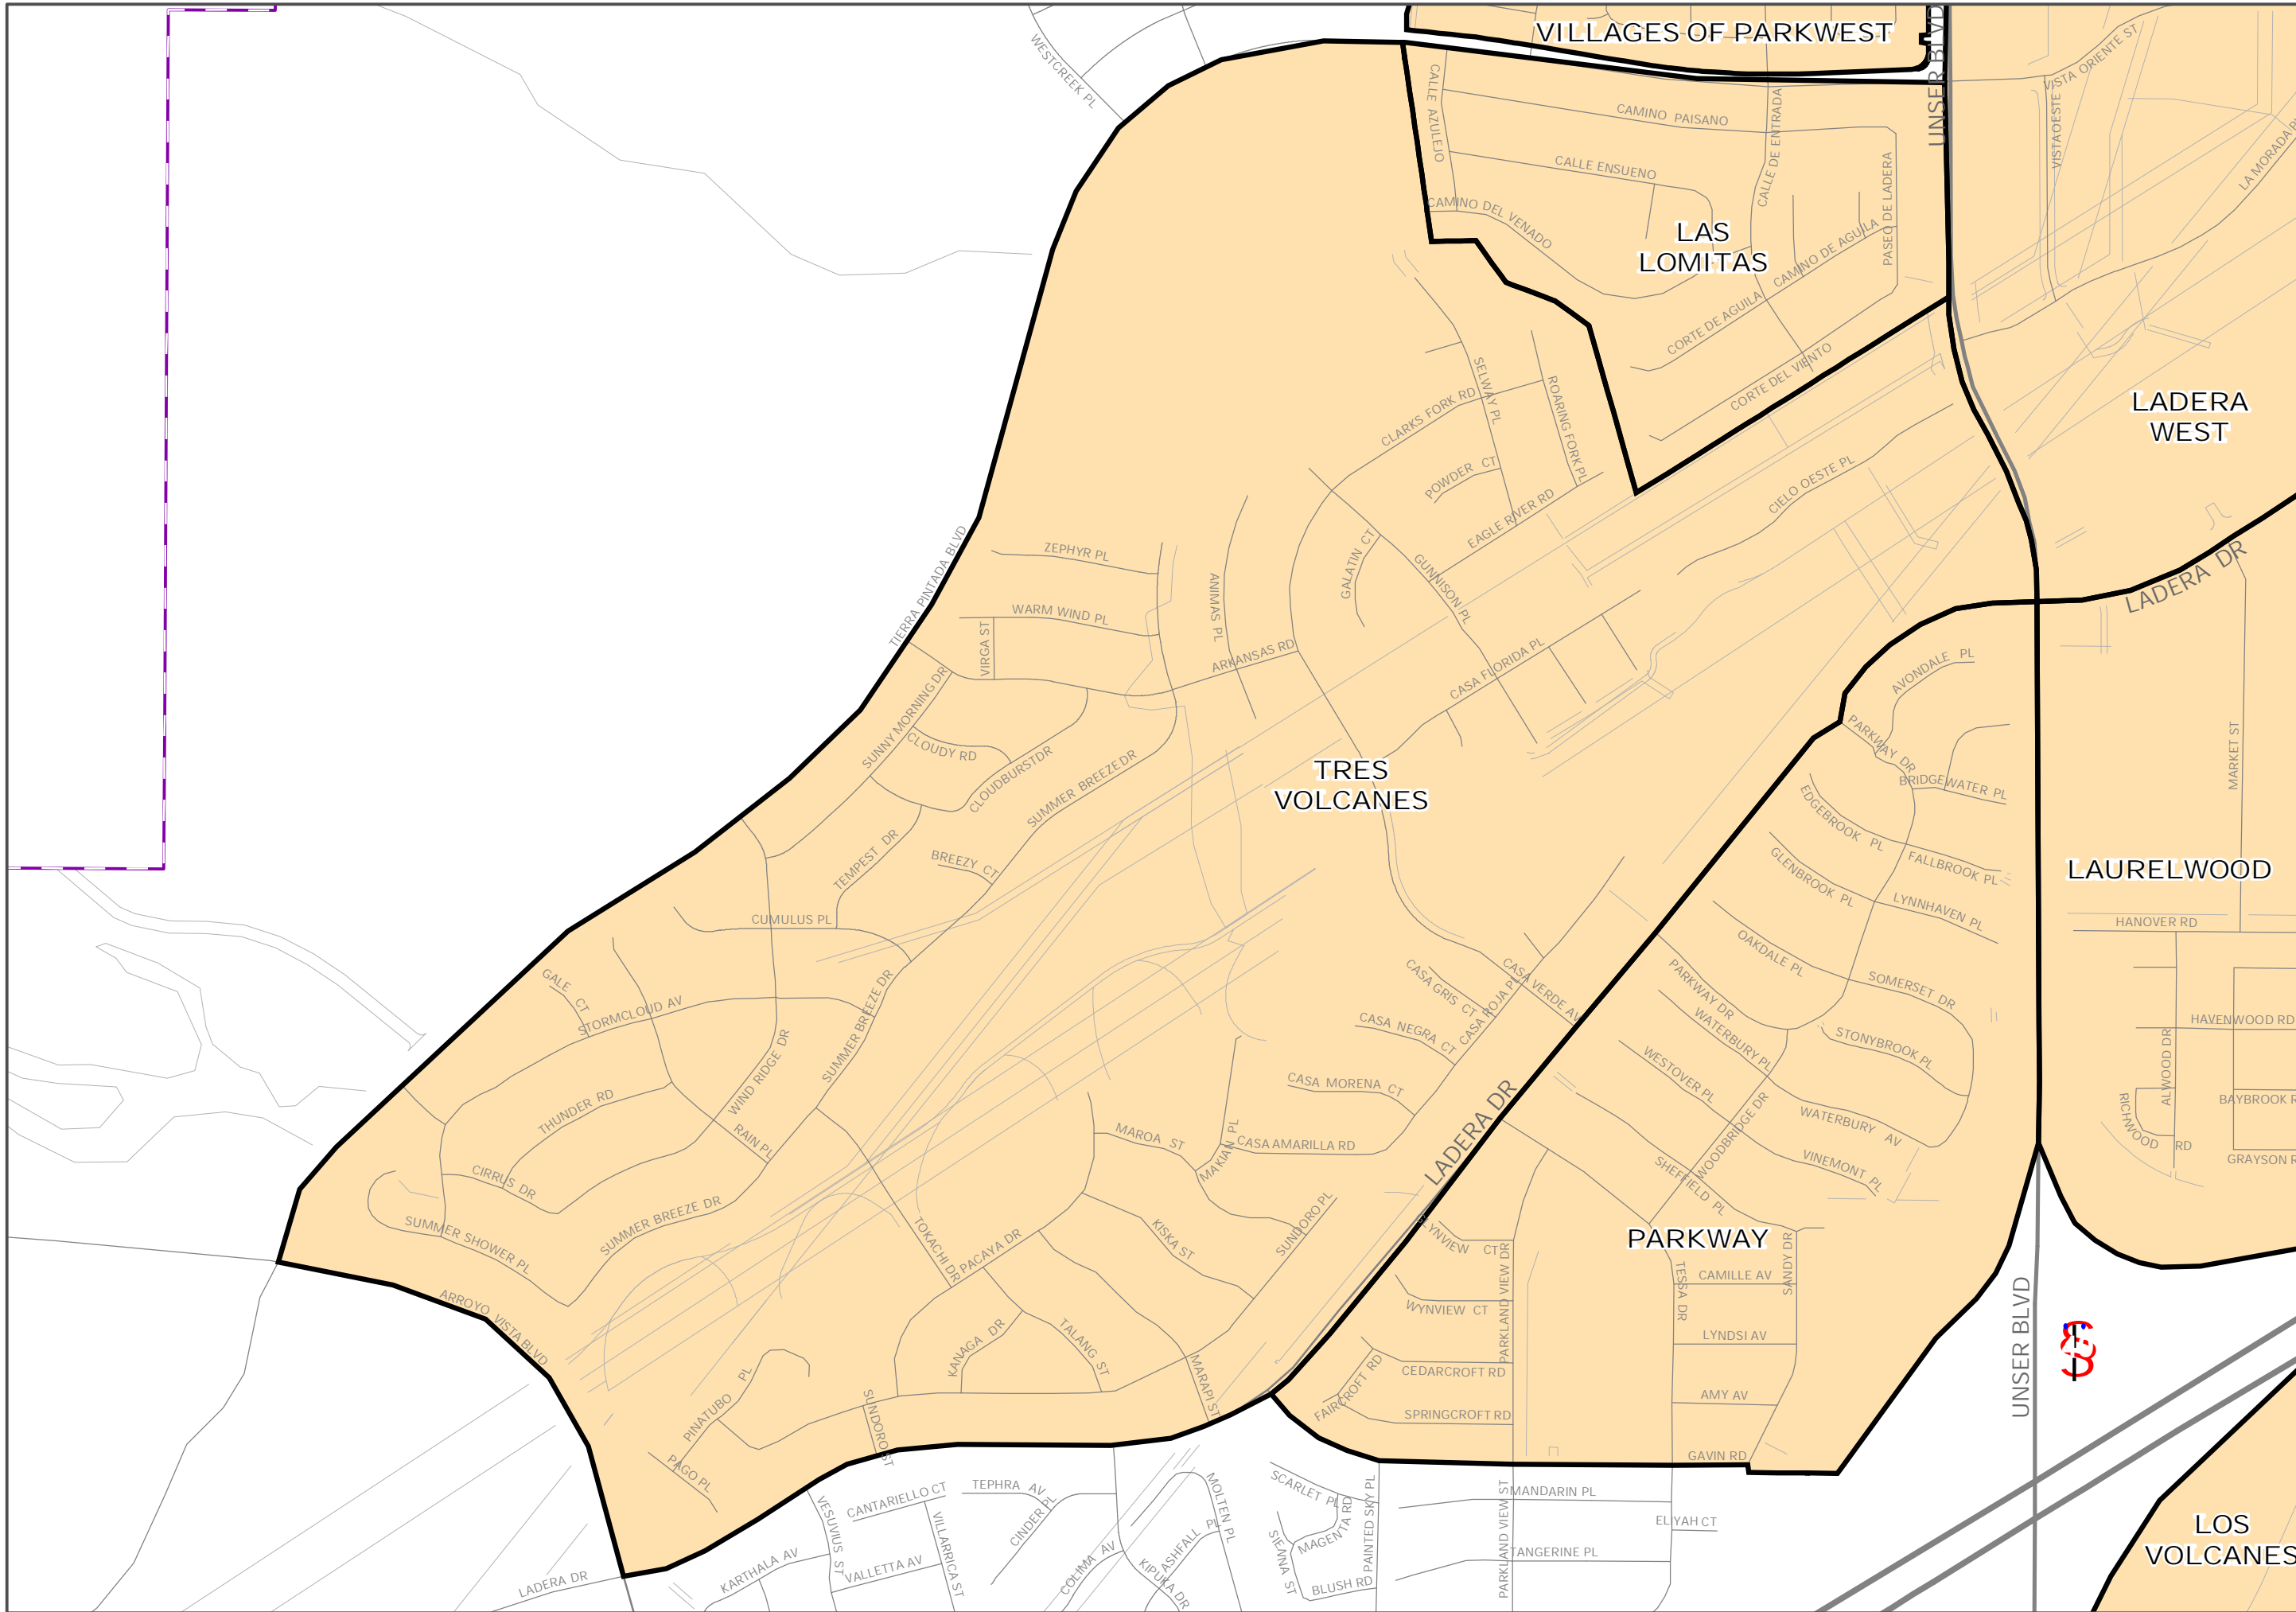 VILLAGES OF PARKWEST
UNSER BLVD
WESTCREEK PL
VISTA ORIENTE ST
VISTAOESTE
CALLE AZULEJO
CAMINO PAISANO
CALLE DE ENTRADA
CALLE ENSUENO
PASEO DE LADERA
CAMINO DEL VENADO
LAS
LOMITAS
CAMINO DE AGUILA
CORTE DE AGUILA
CORTE DEL VIENTO
SELWAY PL
ROARING FORK PL
CLARKS FORK RD
LADERA
WEST
POWDER CT
CIELO OESTE PL
EAGLE RIVER RD
TIERRA PINTADA BLVD
ZEPHYR PL
GALATIN CT
GUNNISON PL
LADERA DR
ANIMAS PL
WARM WIND PL
VIRGA ST
ARKANSAS RD
CASA FLORIDA PL
AVONDALE PL
SUNNY MORNING DR
PARKWAY DR
CLOUDY RD
CLOUDBURST DR
SUMMER BREEZE DR
TRES
VOLCANES
MARKET ST
BRIDGEWATER PL
EDGEBROOK PL
TEMPEST DR
BREEZY CT
GLENBROOK PL
FALLBROOK PL
LAURELWOOD
LYNNHAVEN PL
CUMULUS PL
HANOVER RD
OAKDALE PL
GALE CT
CASA GRIS CT
CASA VERDE AV
PARKWAY DR
SOMERSET DR
STORMCLOUD AV
SUMMER BREEZE DR
CASA ROJA PL
CASA NEGRA CT
WATERBURY PL
STONYBROOK PL
HAVENWOOD RD
WIND RIDGE DR
WESTOVER PL
ALWOOD DR
THUNDER RD
CASA MORENA CT
LADERA DR
WOODBRIDGE DR
WATERBURY AV
RICHWOOD RD
BAYBROOK R
RAIN PL
MAROA ST
MAKIAN PL
CASA AMARILLA RD
GRAYSON R
CIRRUS DR
SHEFFIELD PL
VINEMONT PL
SUMMER SHOWER PL
SUMMER BREEZE DR
TOKACHI DR
PACAYA DR
KISKA ST
SUNDORO PL
PARKWAY
CT
PARKLAND VIEW DR
TESSA DR
CAMILLE AV
SANDY DR
UNSER BLVD
ARROYO VISTA BLVD
WYNVIEW CT
KANAGA DR
TALANG ST
LYNDSI AV
MARAPI ST
FAIRCROFT RD
CEDARCROFT RD
PINATUBO PL
SUNDORO ST
SPRINGCROFT RD
AMY AV
PAGO PL
GAVIN RD
CANTARIELLO CT
TEPHRA AV
CINDER PL
MOLTEN PL
SCARLET PL
MAGENTA RD
PAINTED SKY PL
PARKLAND VIEW ST
MANDARIN PL
VESUVIUS ST
VILLARRICA ST
ASHFALL PL
SIENNA ST
ELIYAH CT
LOS
VOLCANES
KARTHALA AV
VALLETTA AV
COLIMA AV
KIPUKA DR
TANGERINE PL
LADERA DR
BLUSH RD